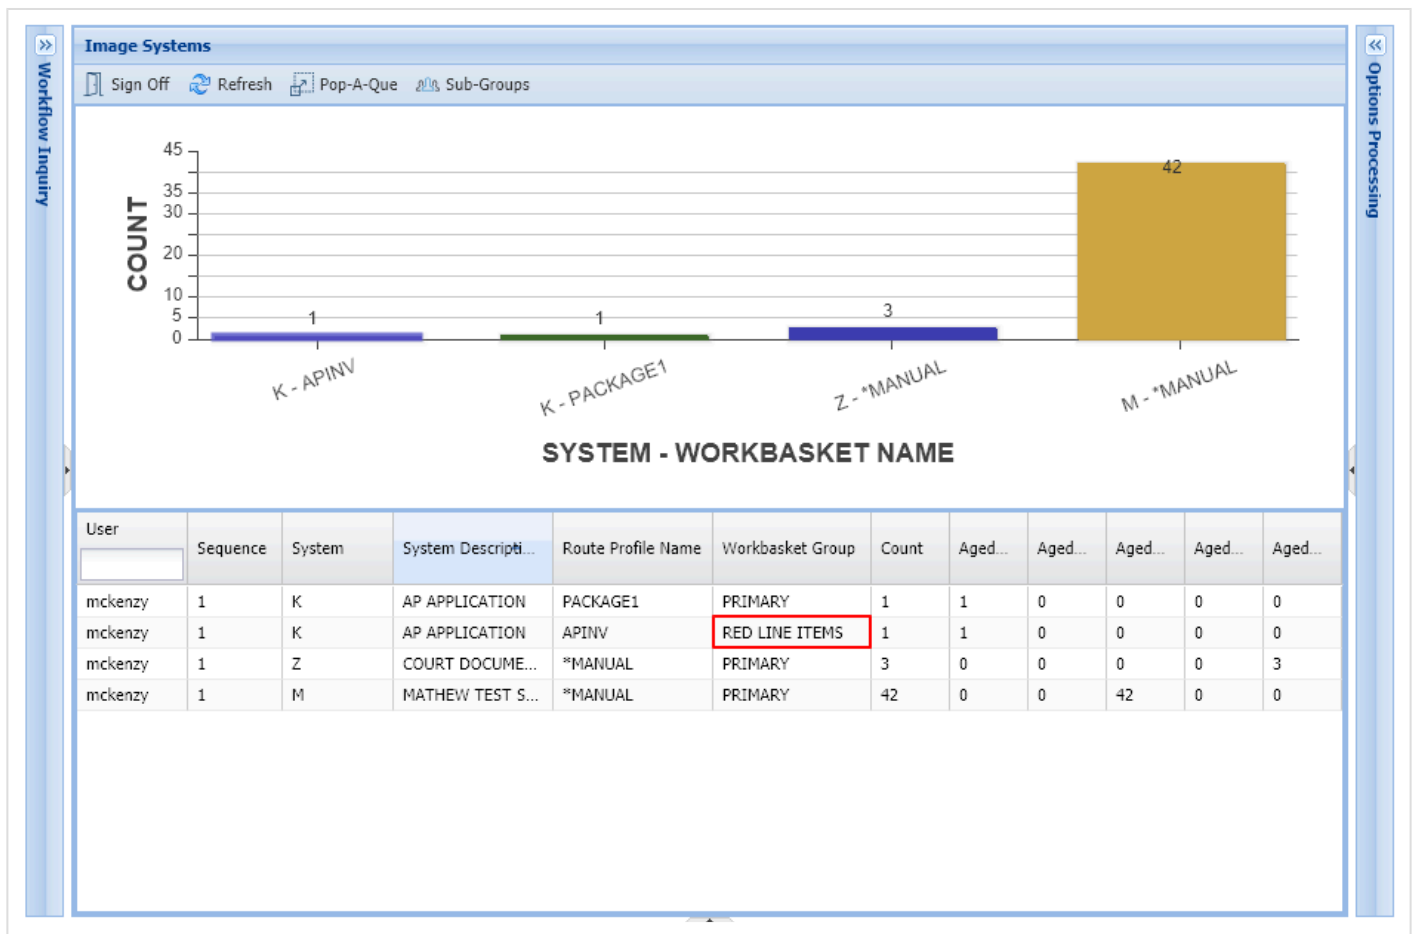 Image Systems
Sign Off Refresh Pop-A-Que Sub-Groups
Workflow Inquiry
Options Processing
COUNT
45
35
30
20
10
5
0
1
1
3
42
K - APINV
K - PACKAGE1
Z - *MANUAL
M - *MANUAL
SYSTEM - WORKBASKET NAME
User Sequence System System Descripti... Route Profile Name Workbasket Group Count Aged... Aged... Aged... Aged... Aged...
mckenzy 1 K AP APPLICATION PACKAGE1 PRIMARY 1 1 0 0 0 0
mckenzy 1 K AP APPLICATION APINV RED LINE ITEMS 1 1 0 0 0 0
mckenzy 1 Z COURT DOCUME... *MANUAL PRIMARY 3 0 0 0 0 3
mckenzy 1 M MATHEW TEST S... *MANUAL PRIMARY 42 0 0 42 0 0